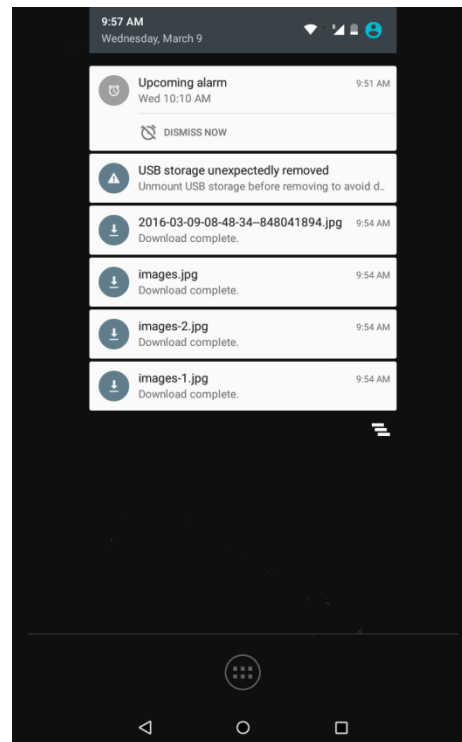 9:57 AM
Wednesday, March 9
Upcoming alarm 9:51 AM
Wed 10:10 AM
DISMISS NOW
USB storage unexpectedly removed
Unmount USB storage before removing to avoid d..
2016-03-09-08-48-34--848041894.jpg 9:54 AM
Download complete.
images.jpg 9:54 AM
Download complete.
images-2.jpg 9:54 AM
Download complete.
images-1.jpg 9:54 AM
Download complete.